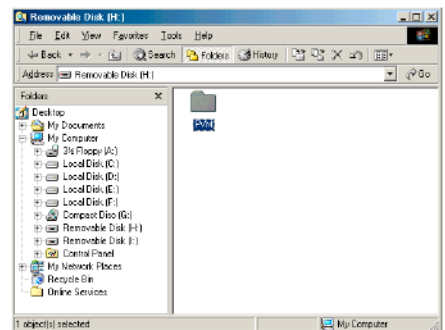 Removable Disk (H:)
File Edit View Favorites Tools Help
Back Search Folders History
Address Removable Disk (H:) Go
Folders
Desktop
My Documents
My Computer
3½ Floppy (A:)
Local Disk (C:)
Local Disk (D:)
Local Disk (E:)
Local Disk (F:)
Compact Disc (G:)
Removable Disk (H:)
Removable Disk (I:)
Control Panel
My Network Places
Recycle Bin
Online Services
1 object(s) selected My Computer